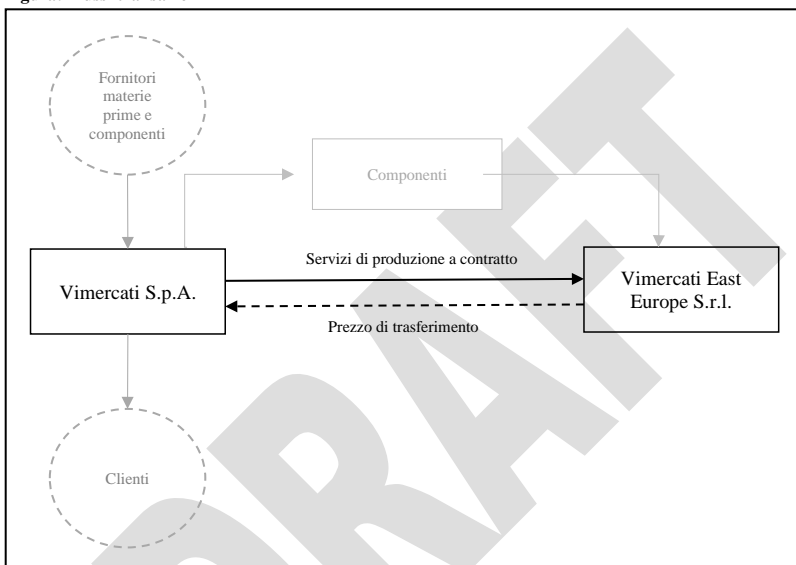 Fornitori
materie
prime e
componenti
Componenti
Servizi di produzione a contratto
Vimercati S.p.A.
Vimercati East
Europe S.r.l.
Prezzo di trasferimento
Clienti
DRAFT